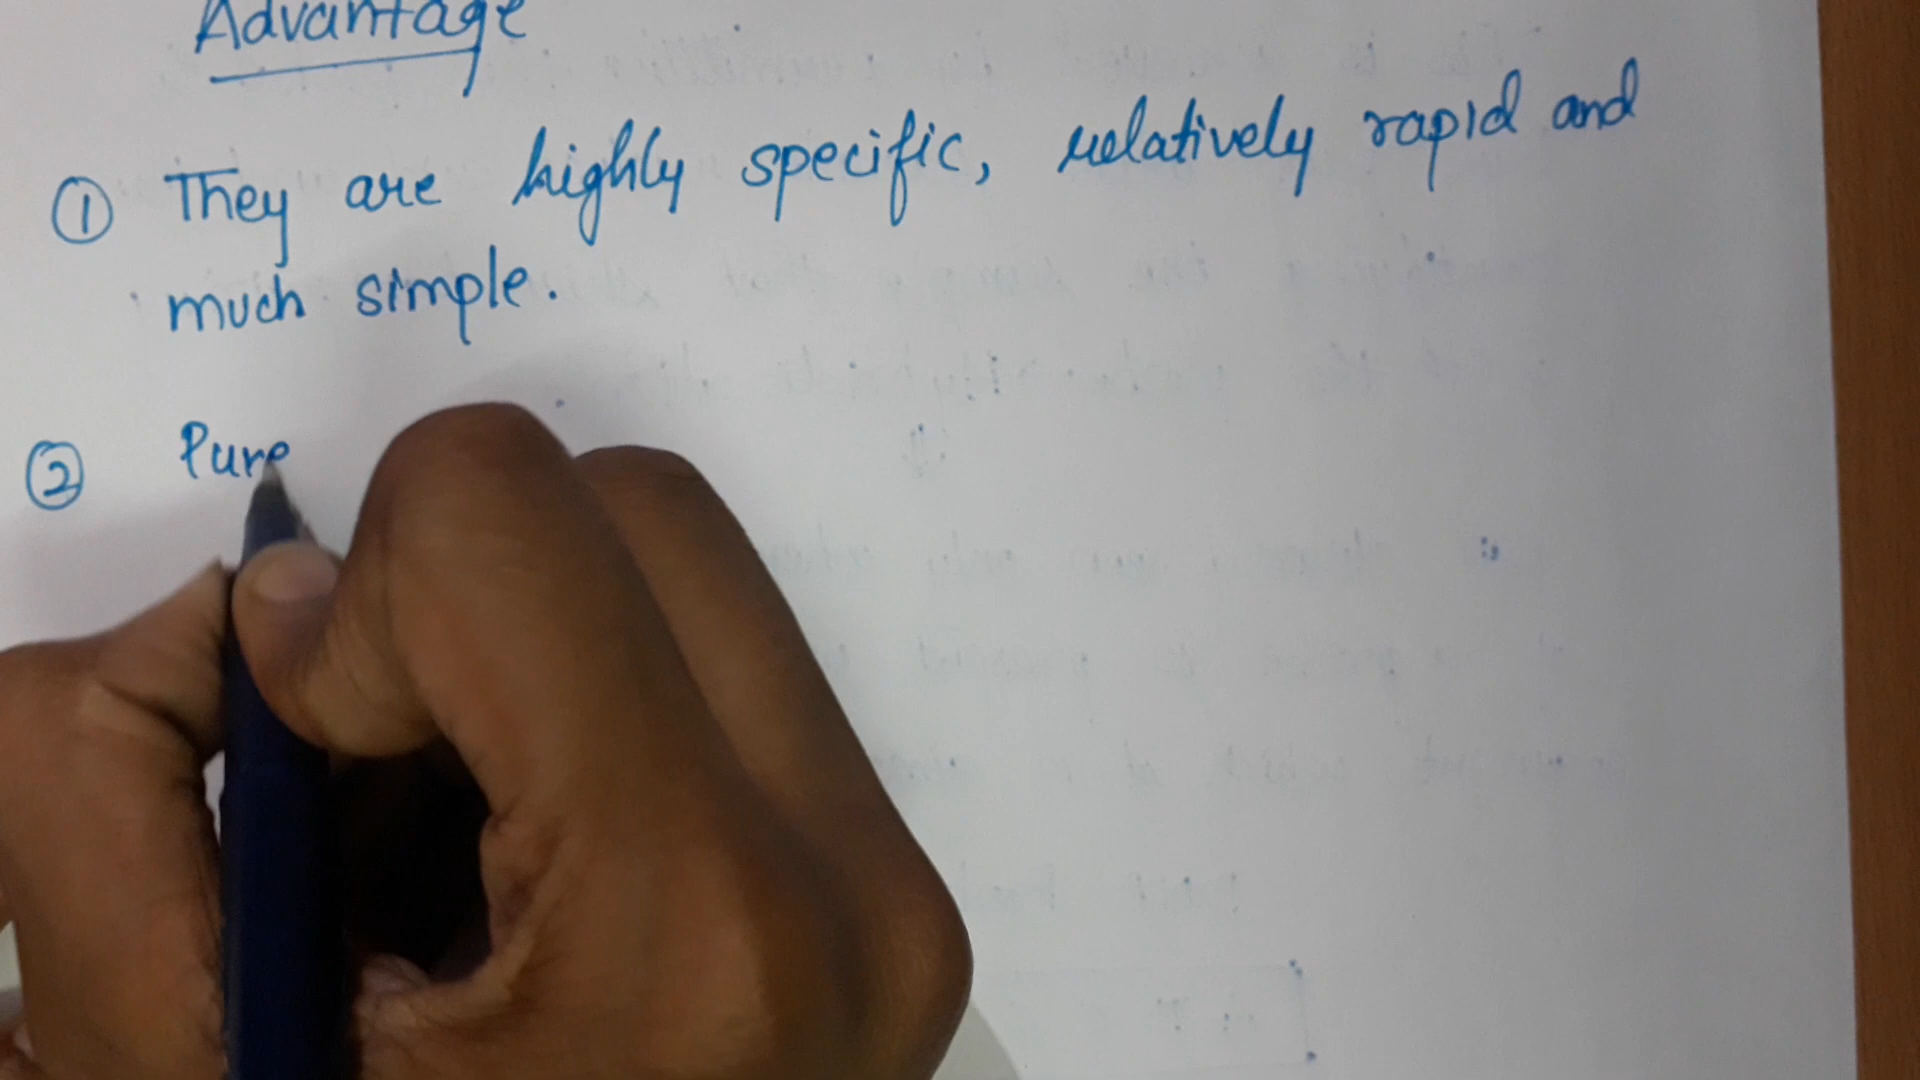 Advantage
① They are highly specific, relatively rapid and
much simple.
② Pure